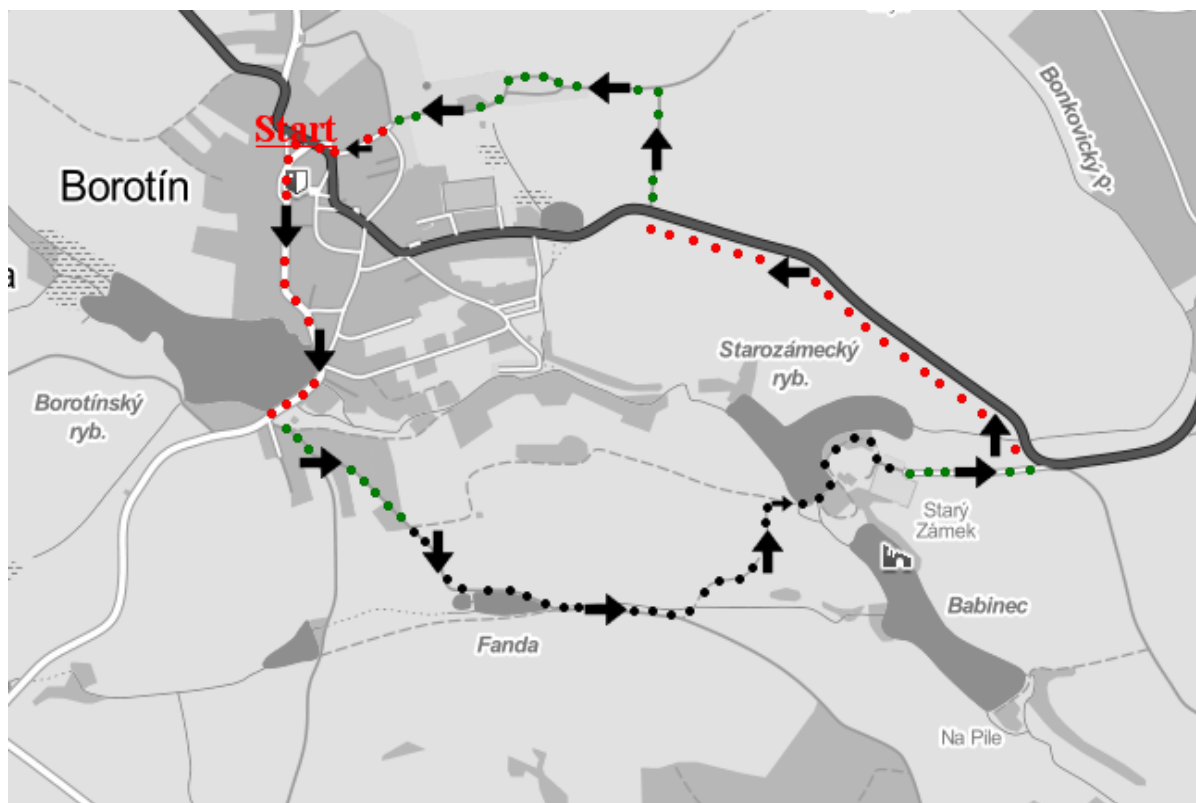 Start
Borotín
Bonkovický p.
Starozámecký
ryb.
Borotínský
ryb.
Starý
Zámek
Babinec
Fanda
Na Pile